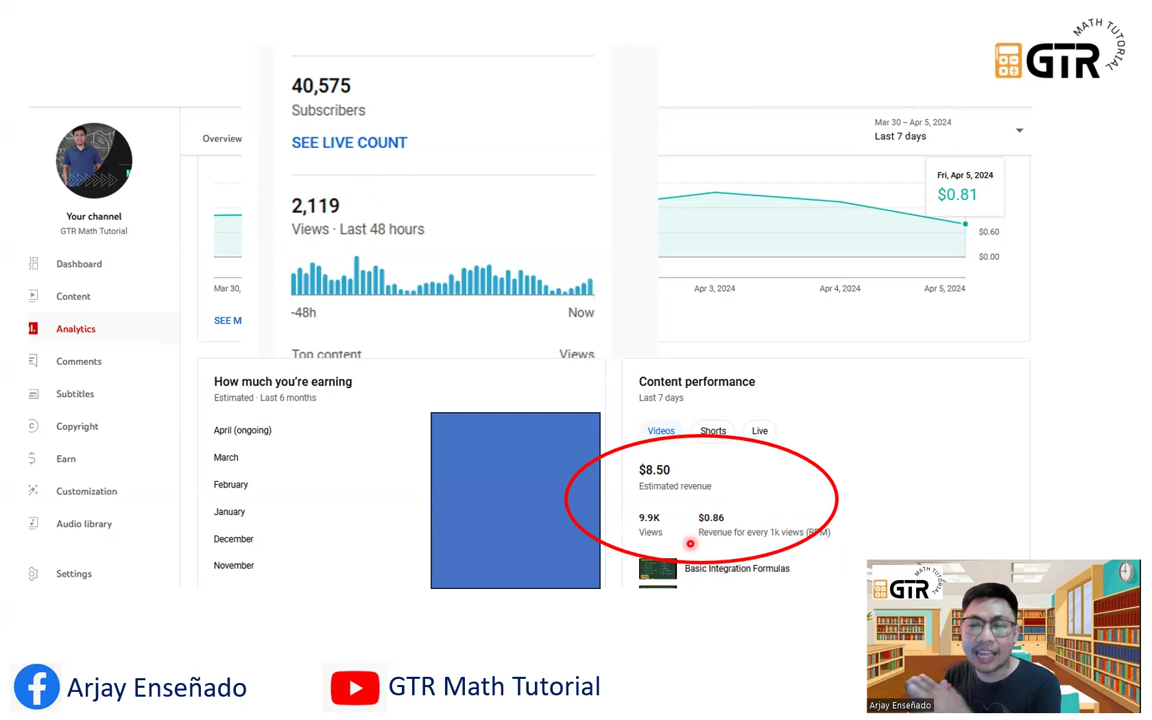 MATH TUTORIAL
GTR
40,575
Subscribers
SEE LIVE COUNT
2,119
Views · Last 48 hours
-48h
Now
Top content
Views
Your channel
GTR Math Tutorial
Dashboard
Content
Analytics
Comments
Subtitles
Copyright
Earn
Customization
Audio library
Settings
Overview
Mar 30 – Apr 5, 2024
Last 7 days
Fri, Apr 5, 2024
$0.81
$0.60
$0.00
Mar 30,
Apr 3, 2024
Apr 4, 2024
Apr 5, 2024
SEE M
How much you're earning
Estimated · Last 6 months
April (ongoing)
March
February
January
December
November
Content performance
Last 7 days
Videos
Shorts
Live
$8.50
Estimated revenue
9.9K
Views
$0.86
Revenue for every 1k views (RPM)
Basic Integration Formulas
MATH TUTORIAL
GTR
Arjay Enseñado
Arjay Enseñado
GTR Math Tutorial